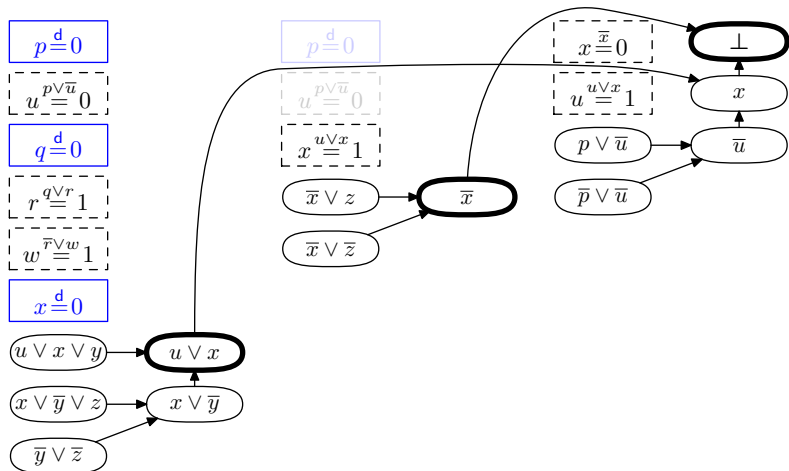 p d= 0
u p∨u̅= 0
q d= 0
r q∨r= 1
w r̅∨w= 1
x d= 0
u ∨ x ∨ y
u ∨ x
x ∨ y̅ ∨ z
x ∨ y̅
y̅ ∨ z̅
p d= 0
u p∨u̅= 0
x u∨x= 1
x̅ ∨ z
x̅
x̅ ∨ z̅
x x̅= 0
⊥
u u∨x= 1
x
p ∨ u̅
u̅
p̅ ∨ u̅